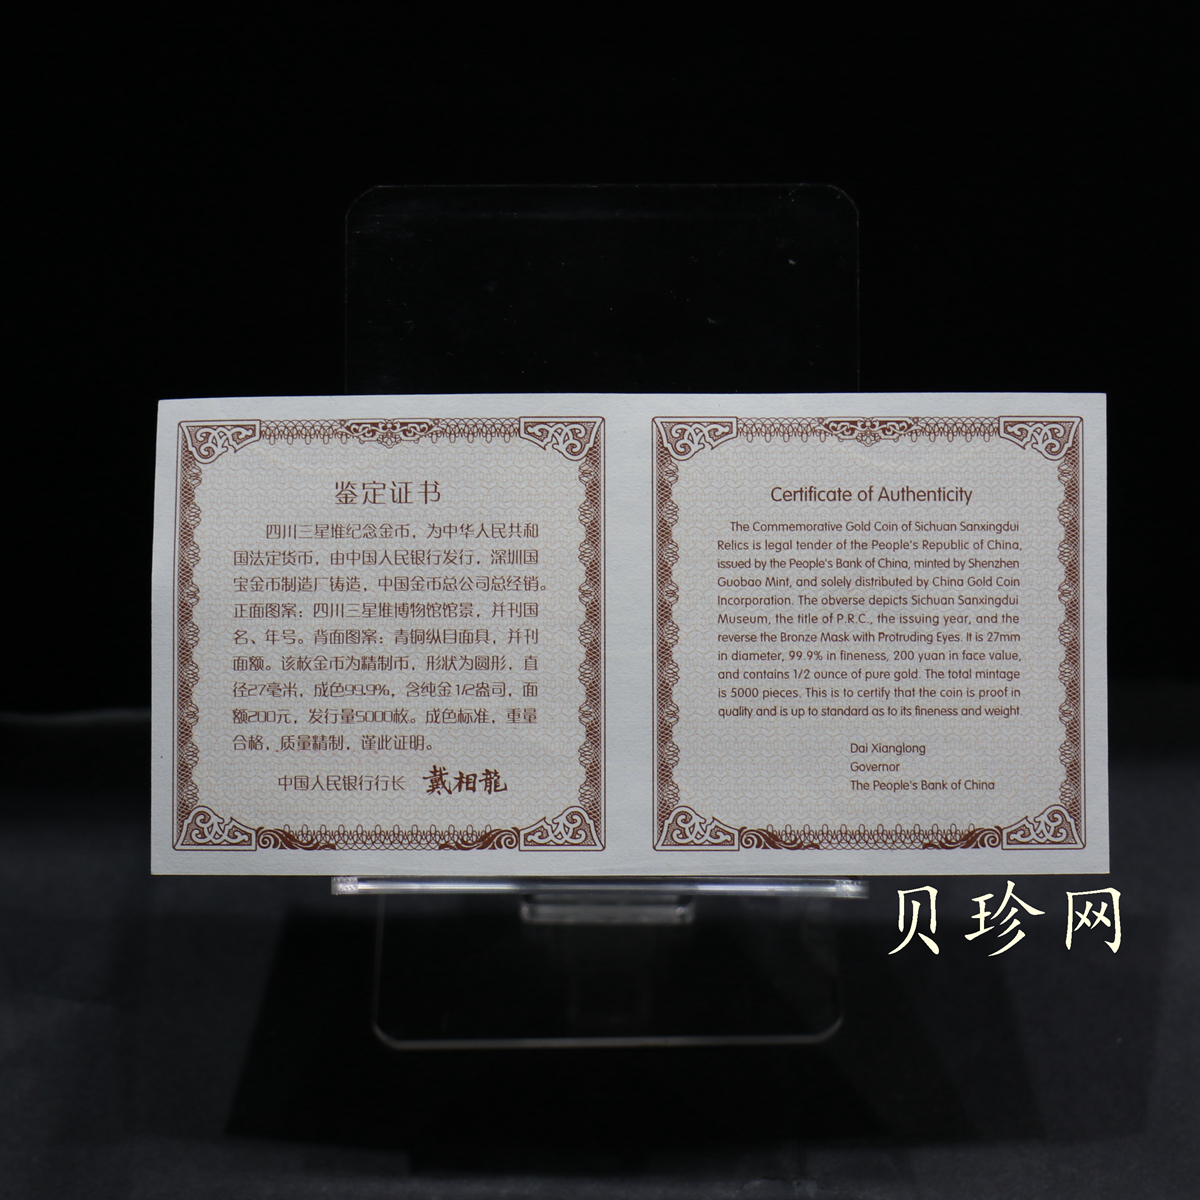 鉴定证书
四川三星堆纪念金币，为中华人民共和
国法定货币，由中国人民银行发行，深圳国
宝金币制造厂铸造，中国金币总公司总经销。
正面图案：四川三星堆博物馆馆景，并刊国
名、年号。背面图案：青铜纵目面具，并刊
面额。该枚金币为精制币，形状为圆形，直
径27毫米，成色99.9%，含纯金1/2盎司，面
额200元，发行量5000枚。成色标准，重量
合格，质量精制，谨此证明。
中国人民银行行长 戴相龍
Certificate of Authenticity
The Commemorative Gold Coin of Sichuan Sanxingdui
Relics is legal tender of the People's Republic of China,
issued by the People's Bank of China, minted by Shenzhen
Guobao Mint, and solely distributed by China Gold Coin
Incorporation. The obverse depicts Sichuan Sanxingdui
Museum, the title of P.R.C., the issuing year, and the
reverse the Bronze Mask with Protruding Eyes. It is 27mm
in diameter, 99.9% in fineness, 200 yuan in face value,
and contains 1/2 ounce of pure gold. The total mintage
is 5000 pieces. This is to certify that the coin is proof in
quality and is up to standard as to its fineness and weight.
Dai Xianglong
Governor
The People's Bank of China
贝珍网